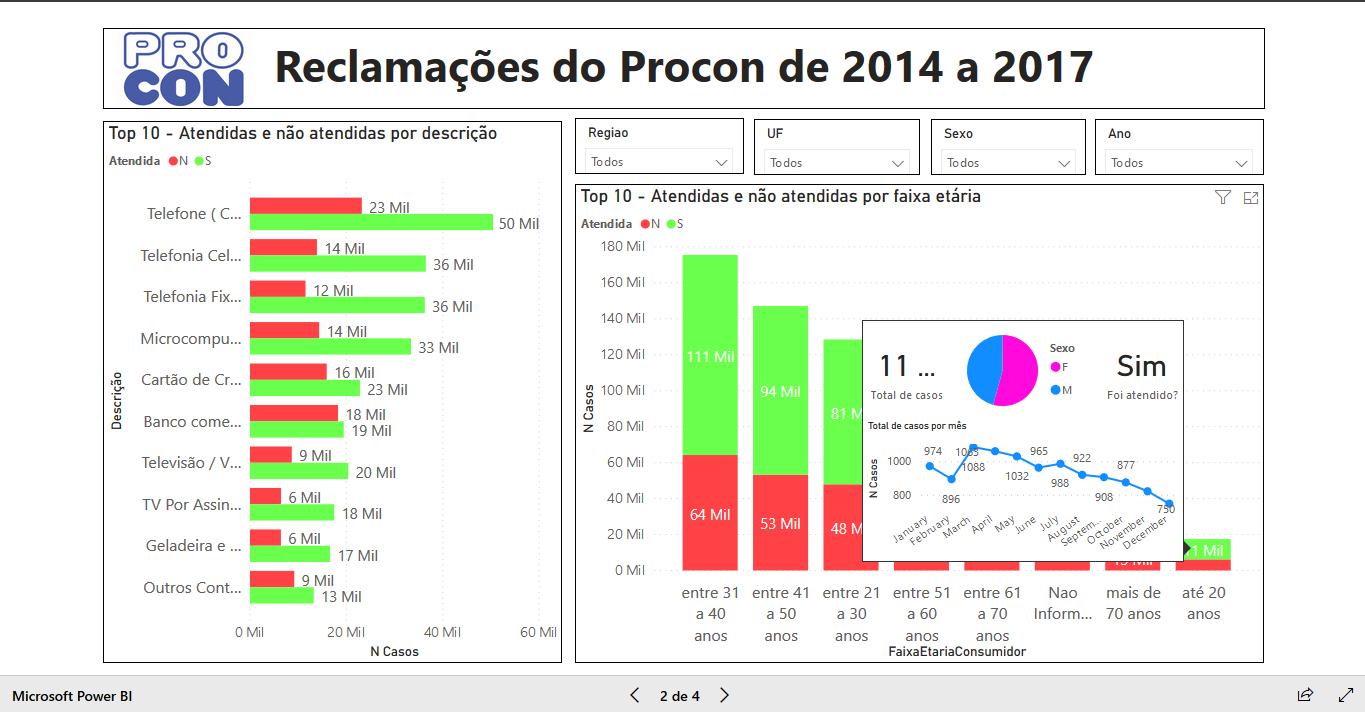 PRO
CON
Reclamações do Procon de 2014 a 2017
Top 10 - Atendidas e não atendidas por descrição
Atendida N S
Descrição
Telefone ( C... 23 Mil 50 Mil
Telefonia Cel... 14 Mil 36 Mil
Telefonia Fix... 12 Mil 36 Mil
Microcompu... 14 Mil 33 Mil
Cartão de Cr... 16 Mil 23 Mil
Banco come... 18 Mil 19 Mil
Televisão / V... 9 Mil 20 Mil
TV Por Assin... 6 Mil 18 Mil
Geladeira e ... 6 Mil 17 Mil
Outros Cont... 9 Mil 13 Mil
0 Mil 20 Mil 40 Mil 60 Mil
N Casos
Regiao
Todos
UF
Todos
Sexo
Todos
Ano
Todos
Top 10 - Atendidas e não atendidas por faixa etária
Atendida N S
N Casos
180 Mil
160 Mil
140 Mil
120 Mil
100 Mil
80 Mil
60 Mil
40 Mil
20 Mil
0 Mil
111 Mil
64 Mil
94 Mil
53 Mil
81 M
48 M
1 Mil
entre 31 a 40 anos
entre 41 a 50 anos
entre 21 a 30 anos
entre 51 a 60 anos
entre 61 a 70 anos
Nao Inform...
mais de 70 anos
até 20 anos
FaixaEtariaConsumidor
11 ...
Total de casos
Sexo
F
M
Sim
Foi atendido?
Total de casos por mês
N Casos
1000
800
974 896 1088 1032 965 988 922 908 877 750
January February March April May June July August Septem... October November December
Microsoft Power BI
2 de 4